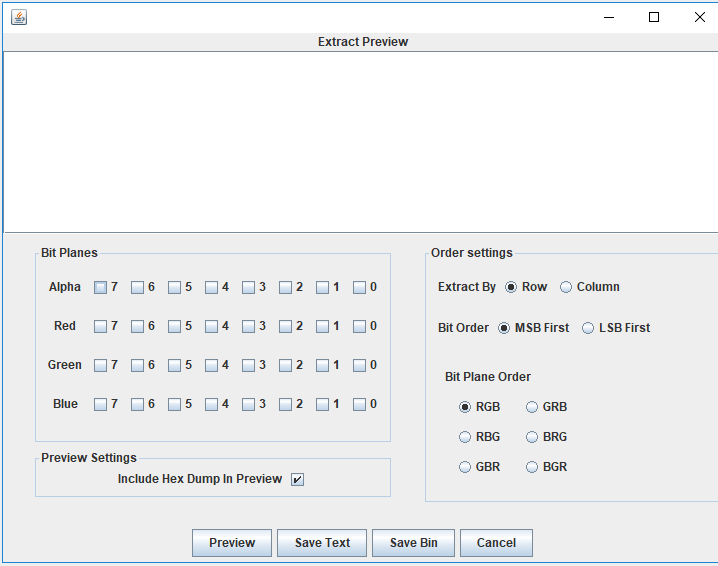 Extract Preview
Bit Planes
Alpha 7 6 5 4 3 2 1 0
Red 7 6 5 4 3 2 1 0
Green 7 6 5 4 3 2 1 0
Blue 7 6 5 4 3 2 1 0
Preview Settings
Include Hex Dump In Preview
Order settings
Extract By Row Column
Bit Order MSB First LSB First
Bit Plane Order
RGB GRB
RBG BRG
GBR BGR
Preview Save Text Save Bin Cancel